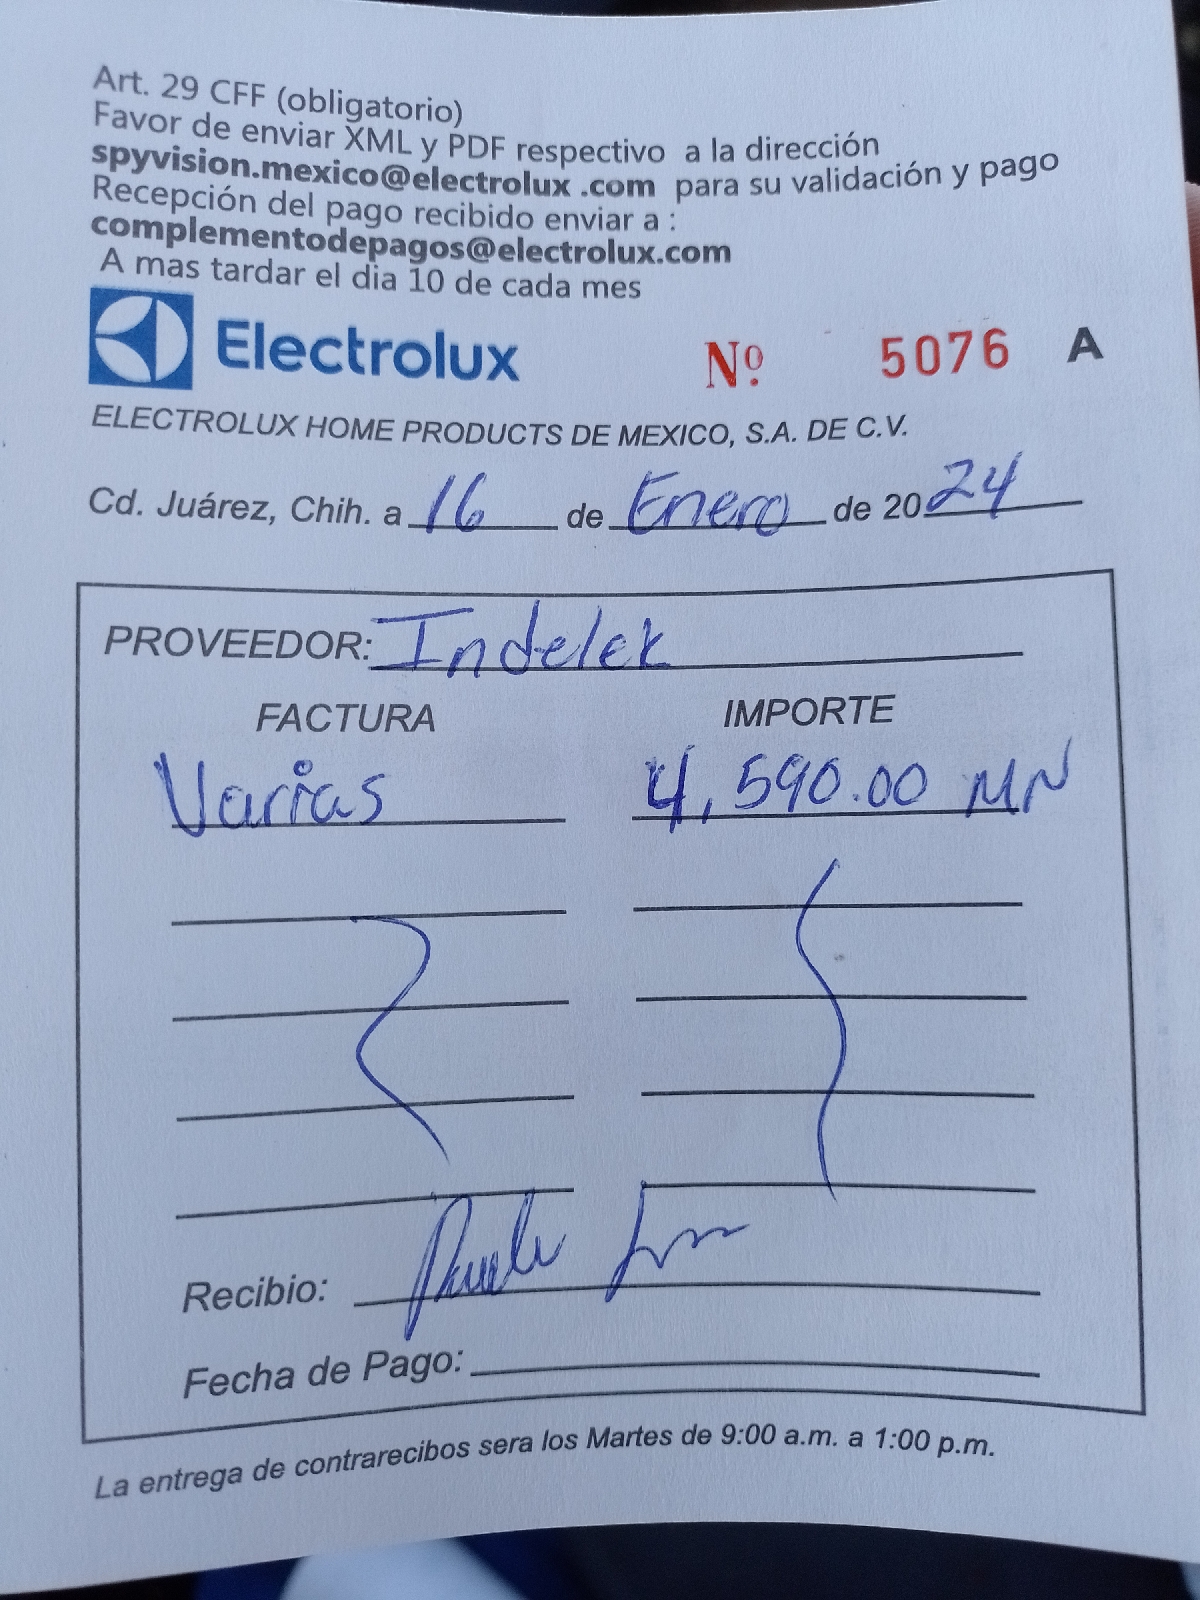 Art. 29 CFF (obligatorio)
Favor de enviar XML y PDF respectivo a la dirección
spyvision.mexico@electrolux .com para su validación y pago
Recepción del pago recibido enviar a :
complementodepagos@electrolux.com
A mas tardar el dia 10 de cada mes
Electrolux Nº 5076 A
ELECTROLUX HOME PRODUCTS DE MEXICO, S.A. DE C.V.
Cd. Juárez, Chih. a 16 de Enero de 2024
PROVEEDOR: Indelek
FACTURA IMPORTE
Varias 4,590.00 MN
Recibio:
Fecha de Pago:
La entrega de contrarecibos sera los Martes de 9:00 a.m. a 1:00 p.m.